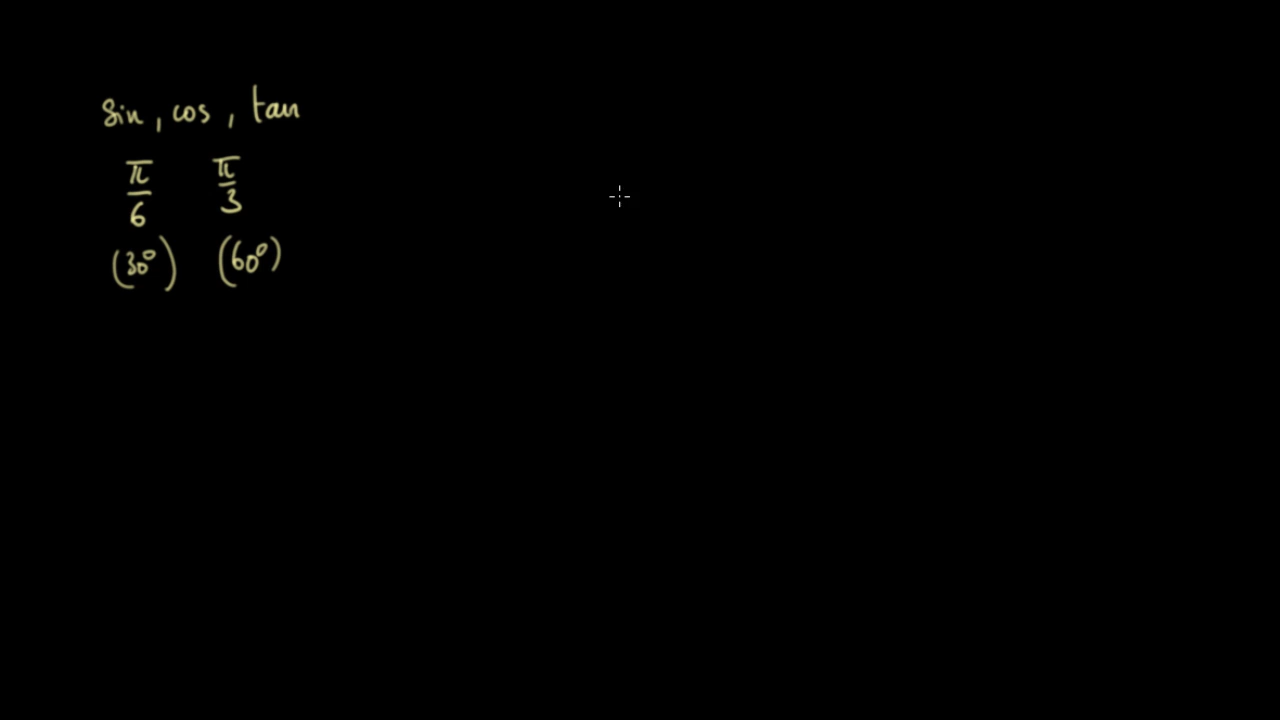 sin, cos, tan
π/6 π/3
(30°) (60°)